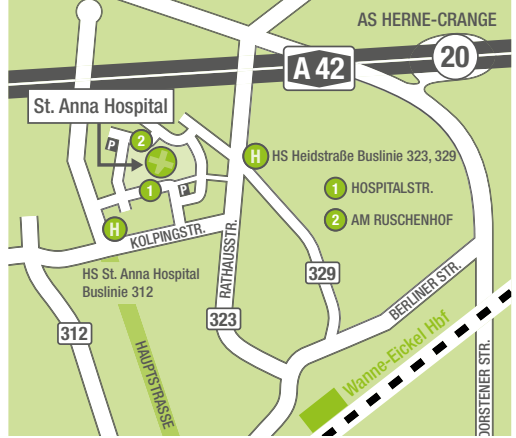 AS HERNE-CRANGE
A 42
20
St. Anna Hospital
P
2
H
HS Heidstraße Buslinie 323, 329
1
P
1
HOSPITALSTR.
2
AM RUSCHENHOF
H
KOLPINGSTR.
RATHAUSSTR.
HS St. Anna Hospital
Buslinie 312
329
BERLINER STR.
323
312
HAUPTSTRASSE
Wanne-Eickel Hbf
DORSTENER STR.